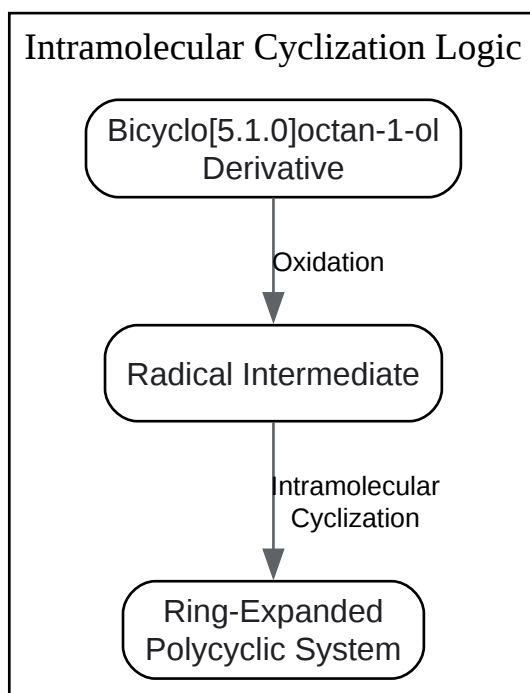 Intramolecular Cyclization Logic
Bicyclo[5.1.0]octan-1-ol
Derivative
Oxidation
Radical Intermediate
Intramolecular
Cyclization
Ring-Expanded
Polycyclic System